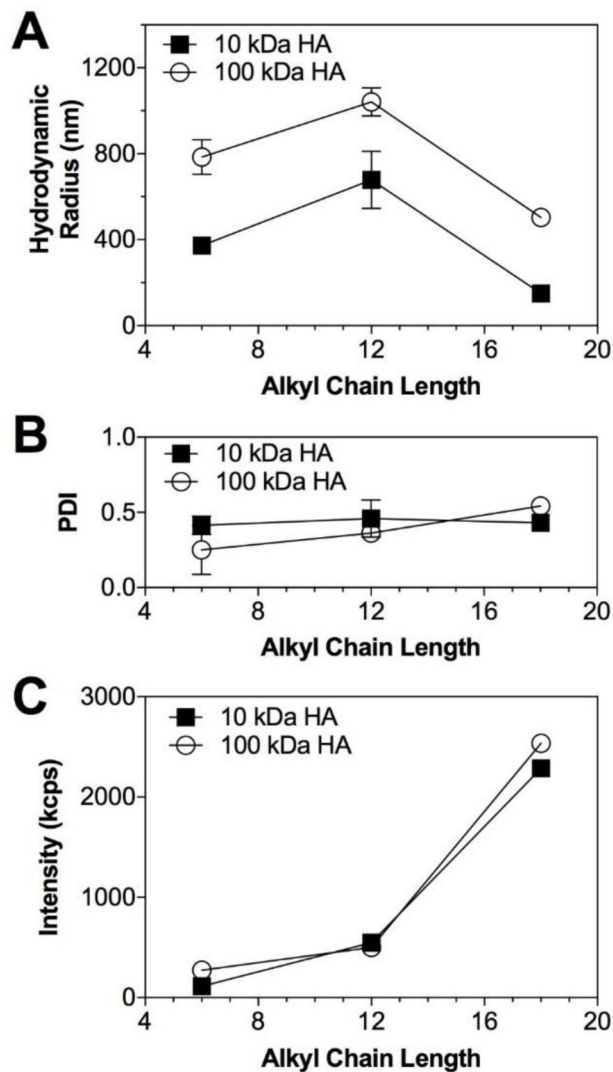 A
10 kDa HA
100 kDa HA
Hydrodynamic
Radius (nm)
1200
800
400
0
4 8 12 16 20
Alkyl Chain Length
B
10 kDa HA
100 kDa HA
PDI
1.0
0.5
0.0
4 8 12 16 20
Alkyl Chain Length
C
10 kDa HA
100 kDa HA
Intensity (kcps)
3000
2000
1000
0
4 8 12 16 20
Alkyl Chain Length